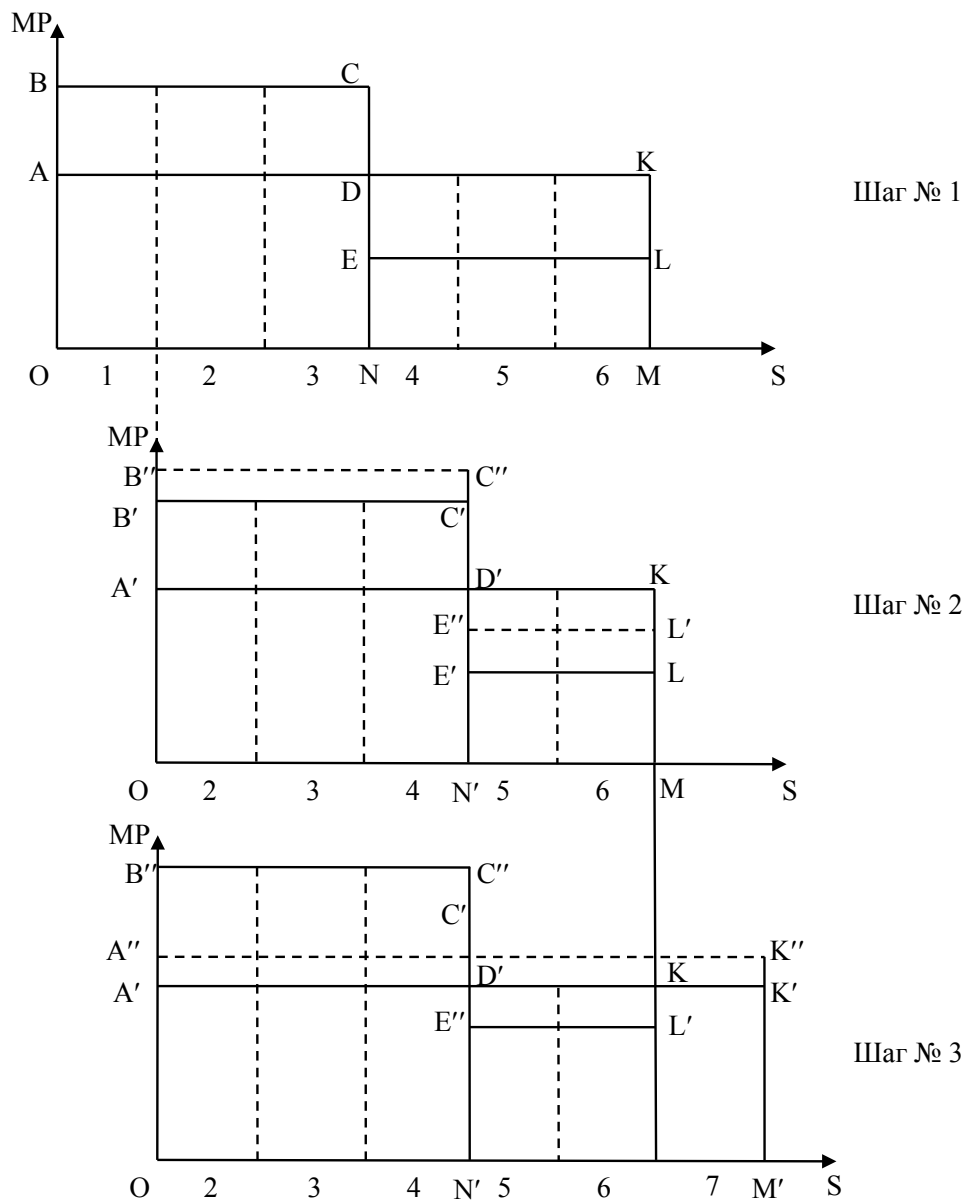 MP
B C
A D K Шаг № 1
E L
O 1 2 3 N 4 5 6 M S
MP
B′′ C′′
B′ C′
A′ D′ K Шаг № 2
E′′ L′
E′ L
O 2 3 4 N′ 5 6 M S
MP
B′′ C′′
C′
A′′ K′′
D′ K
A′ K′
E′′ L′ Шаг № 3
O 2 3 4 N′ 5 6 7 M′ S